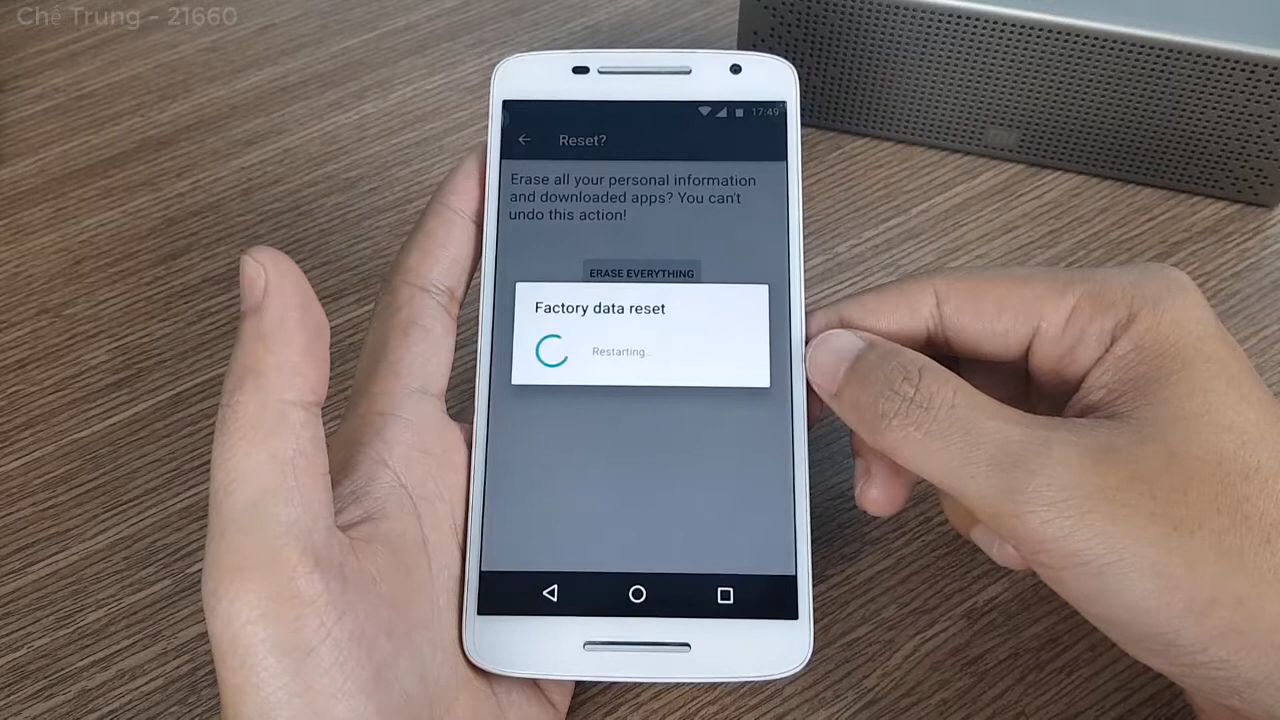 Chế Trung - 21660
17:49
Reset?
Erase all your personal information
and downloaded apps? You can't
undo this action!
ERASE EVERYTHING
Factory data reset
Restarting...
mi